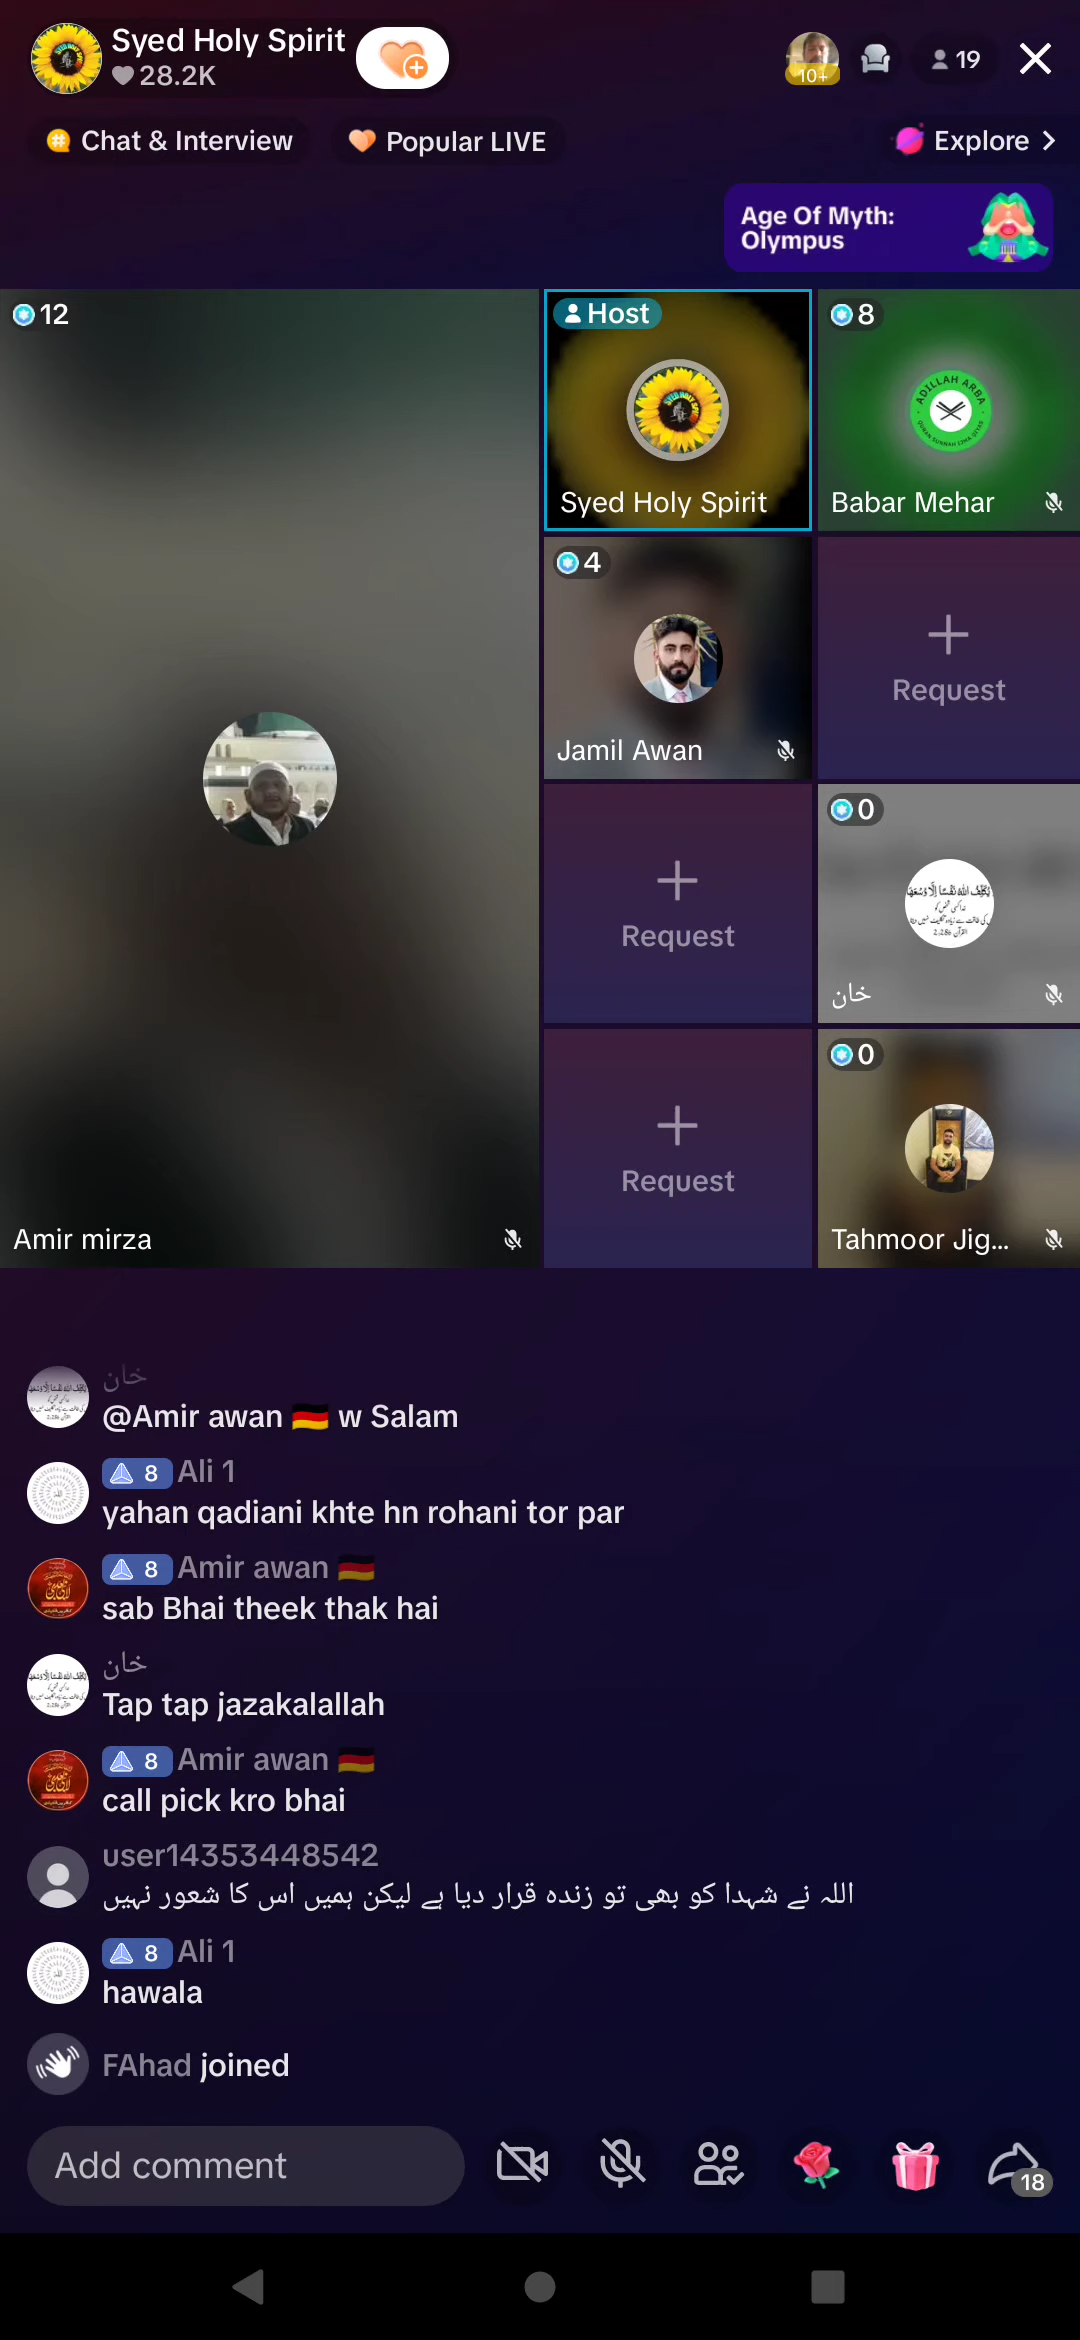 Syed Holy Spirit
28.2K
10+
19
Chat & Interview
Popular LIVE
Explore
Age Of Myth:
Olympus
12
Host
8
ADILLAH ARBA
Syed Holy Spirit
Babar Mehar
4
Request
Jamil Awan
0
Request
خان
0
Request
Amir mirza
Tahmoor Jig...
خان
@Amir awan 🇩🇪 w Salam
8 Ali 1
yahan qadiani khte hn rohani tor par
8 Amir awan 🇩🇪
sab Bhai theek thak hai
خان
Tap tap jazakalallah
8 Amir awan 🇩🇪
call pick kro bhai
user14353448542
اللہ نے شہدا کو بھی تو زندہ قرار دیا ہے لیکن ہمیں اس کا شعور نہیں
8 Ali 1
hawala
FAhad joined
Add comment
18